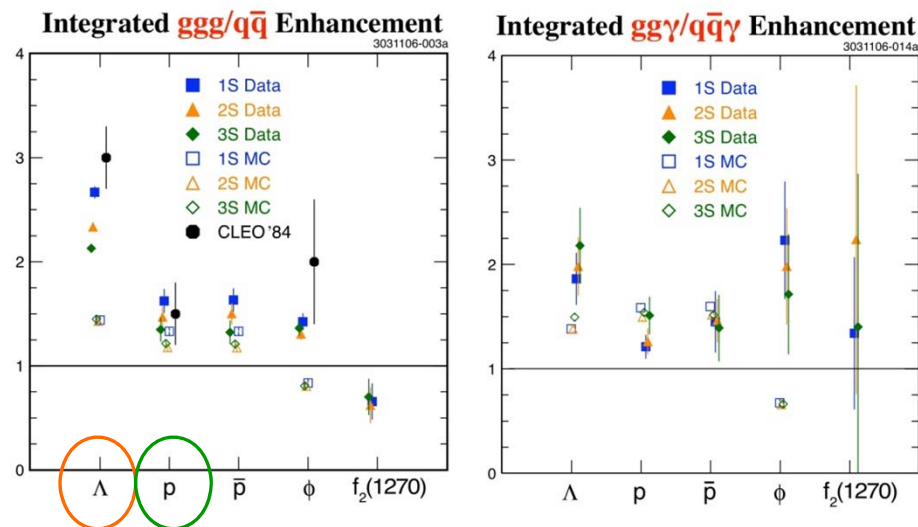 Integrated ggg/qq̅ Enhancement
3031106-003a
4
3
2
1
0
1S Data
2S Data
3S Data
1S MC
2S MC
3S MC
CLEO '84
Λ
p
p̅
ϕ
f₂(1270)
Integrated ggγ/qq̅γ Enhancement
3031106-014a
4
3
2
1
0
1S Data
2S Data
3S Data
1S MC
2S MC
3S MC
Λ
p
p̅
ϕ
f₂(1270)